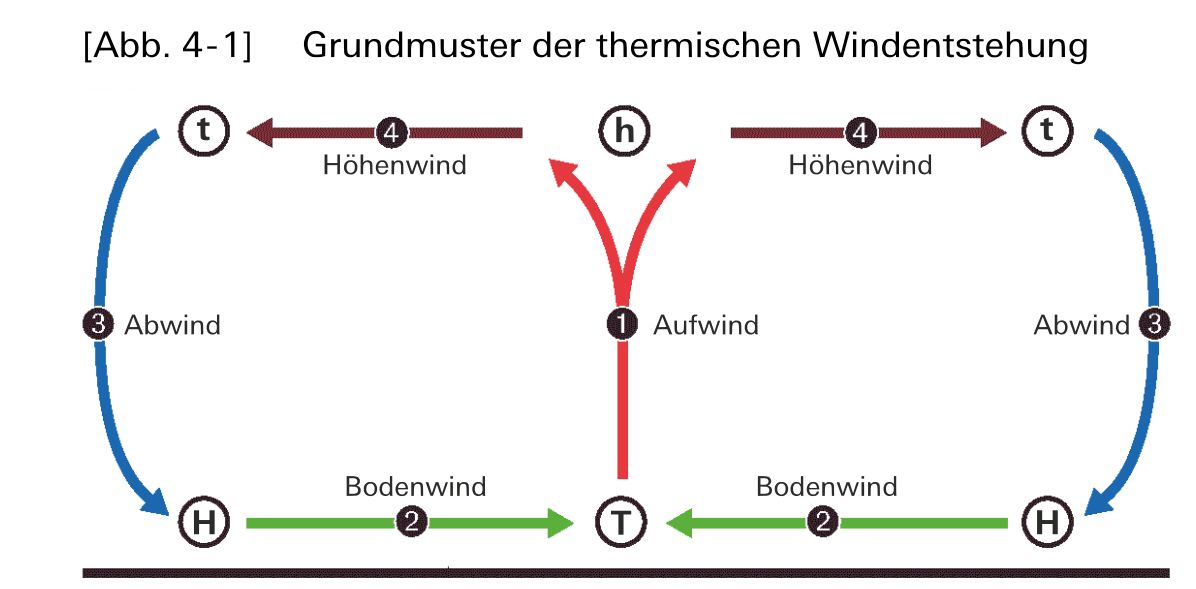 [Abb. 4-1] Grundmuster der thermischen Windentstehung
t 4 h 4 t
Höhenwind Höhenwind
3 Abwind 1 Aufwind Abwind 3
Bodenwind Bodenwind
H 2 T 2 H